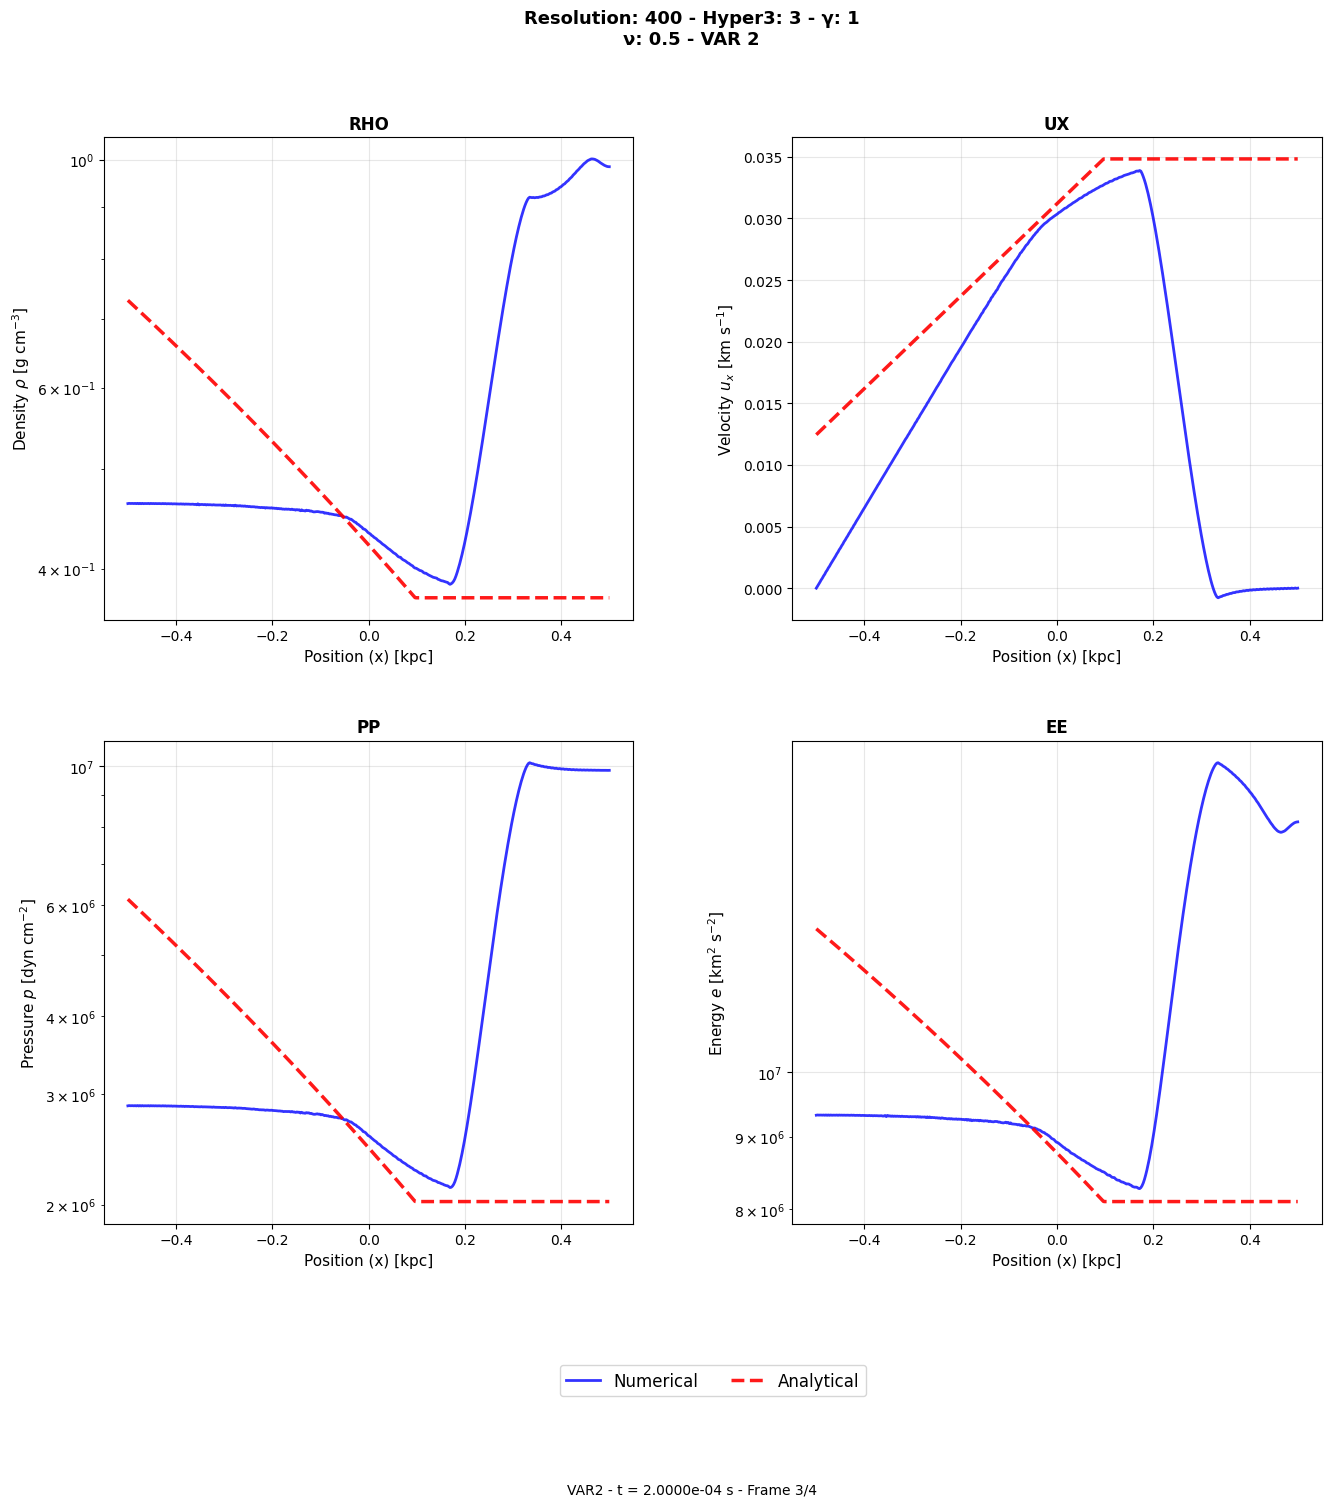 Resolution: 400 - Hyper3: 3 - γ: 1
ν: 0.5 - VAR 2
RHO
10⁰
6 × 10⁻¹
4 × 10⁻¹
Density ρ [g cm⁻³]
−0.4 −0.2 0.0 0.2 0.4
Position (x) [kpc]
UX
0.035
0.030
0.025
0.020
0.015
0.010
0.005
0.000
Velocity uₓ [km s⁻¹]
−0.4 −0.2 0.0 0.2 0.4
Position (x) [kpc]
PP
10⁷
6 × 10⁶
4 × 10⁶
3 × 10⁶
2 × 10⁶
Pressure p [dyn cm⁻²]
−0.4 −0.2 0.0 0.2 0.4
Position (x) [kpc]
EE
10⁷
9 × 10⁶
8 × 10⁶
Energy e [km² s⁻²]
−0.4 −0.2 0.0 0.2 0.4
Position (x) [kpc]
Numerical Analytical
VAR2 - t = 2.0000e-04 s - Frame 3/4